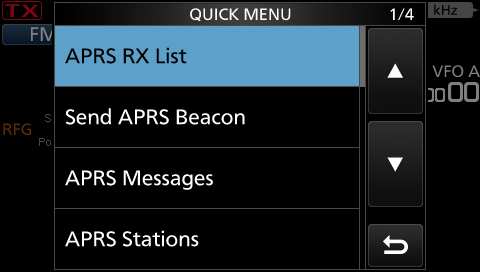 TX
QUICK MENU 1/4
kHz
FM
APRS RX List
VFO A
00
Send APRS Beacon
RFG
APRS Messages
APRS Stations